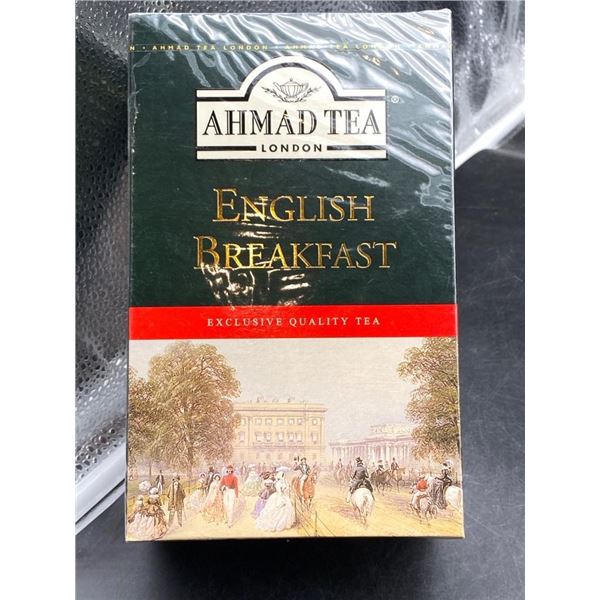 N · AHMAD TEA LONDON · AHMAD TEA LONDON · AHMAD
AHMAD TEA ®
LONDON
ENGLISH
BREAKFAST
EXCLUSIVE QUALITY TEA